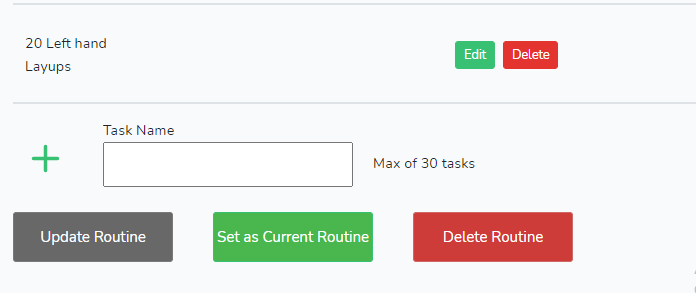 20 Left hand
Layups
Edit
Delete
Task Name
Max of 30 tasks
Update Routine
Set as Current Routine
Delete Routine